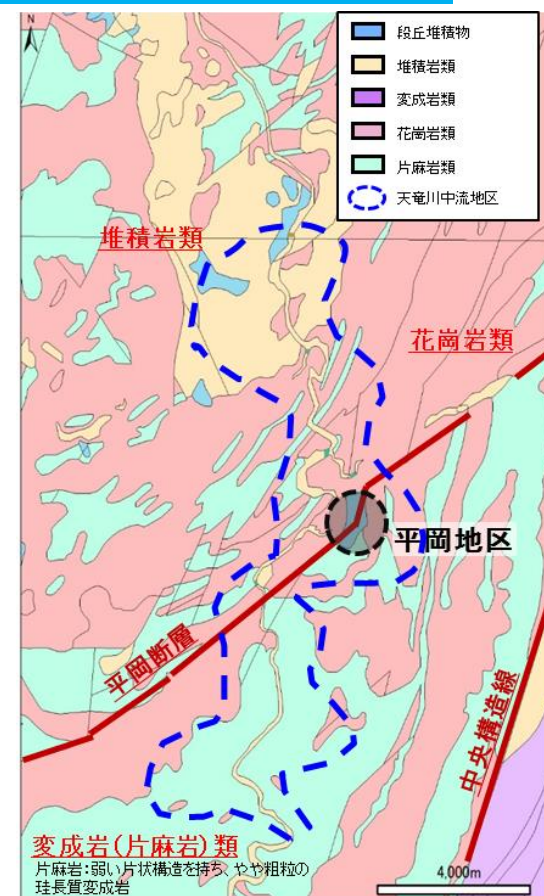 N
段丘堆積物
堆積岩類
変成岩類
花崗岩類
片麻岩類
天竜川中流地区
堆積岩類
花崗岩類
平岡地区
平岡断層
中央構造線
変成岩(片麻岩)類
片麻岩:弱い片状構造を持ち、やや粗粒の
珪長質変成岩
4,000m